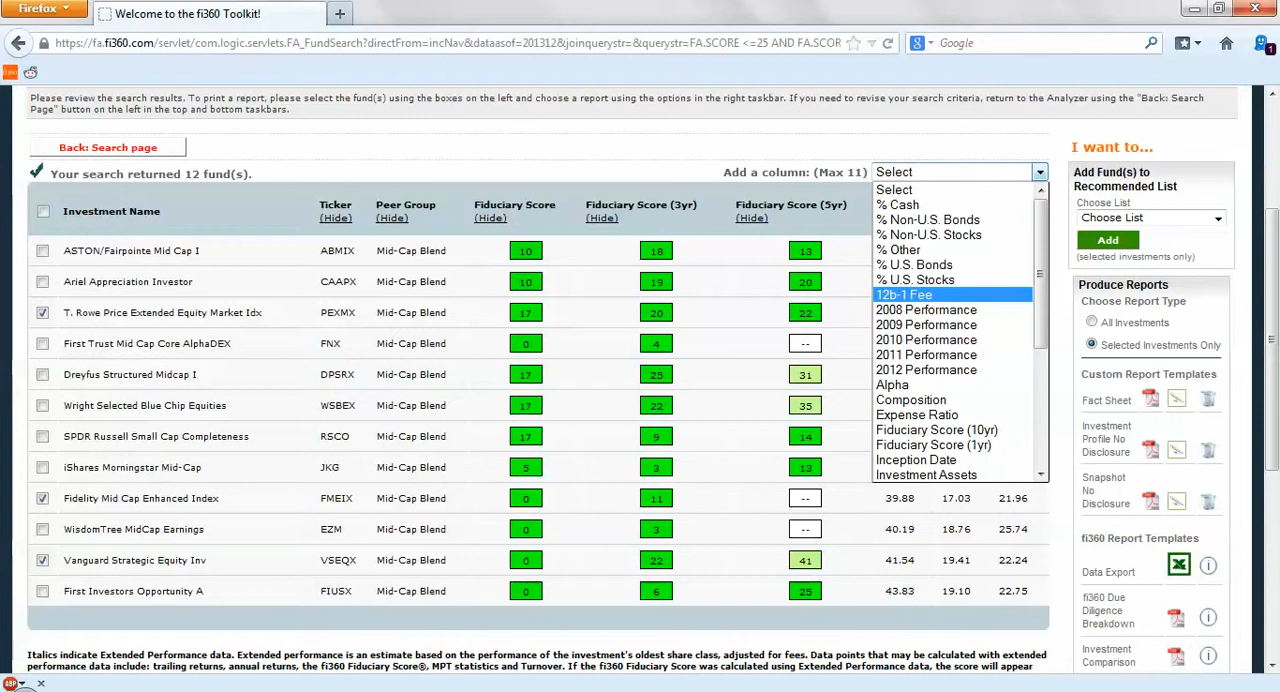 Firefox
Welcome to the fi360 Toolkit!
https://fa.fi360.com/servlet/comlogic.servlets.FA_FundSearch?directFrom=incNav&dataasof=201312&joinquerystr=&querystr=FA.SCORE <=25 AND FA.SCOR
Google
1
Please review the search results. To print a report, please select the fund(s) using the boxes on the left and choose a report using the options in the right taskbar. If you need to revise your search criteria, return to the Analyzer using the "Back: Search
Page" button on the left in the top and bottom taskbars.
Back: Search page
I want to...
Your search returned 12 fund(s).
Add a column: (Max 11)
Select
Investment Name
Ticker
(Hide)
Peer Group
(Hide)
Fiduciary Score
(Hide)
Fiduciary Score (3yr)
(Hide)
Fiduciary Score (5yr)
(Hide)
ASTON/Fairpointe Mid Cap I ABMIX Mid-Cap Blend 10 18 13
Ariel Appreciation Investor CAAPX Mid-Cap Blend 10 19 20
T. Rowe Price Extended Equity Market Idx PEXMX Mid-Cap Blend 17 20 22
First Trust Mid Cap Core AlphaDEX FNX Mid-Cap Blend 0 4 --
Dreyfus Structured Midcap I DPSRX Mid-Cap Blend 17 25 31
Wright Selected Blue Chip Equities WSBEX Mid-Cap Blend 17 22 35
SPDR Russell Small Cap Completeness RSCO Mid-Cap Blend 17 9 14
iShares Morningstar Mid-Cap JKG Mid-Cap Blend 5 3 13
Fidelity Mid Cap Enhanced Index FMEIX Mid-Cap Blend 0 11 -- 39.88 17.03 21.96
WisdomTree MidCap Earnings EZM Mid-Cap Blend 0 3 -- 40.19 18.76 25.74
Vanguard Strategic Equity Inv VSEQX Mid-Cap Blend 0 22 41 41.54 19.41 22.24
First Investors Opportunity A FIUSX Mid-Cap Blend 0 6 25 43.83 19.10 22.75
Select
% Cash
% Non-U.S. Bonds
% Non-U.S. Stocks
% Other
% U.S. Bonds
% U.S. Stocks
12b-1 Fee
2008 Performance
2009 Performance
2010 Performance
2011 Performance
2012 Performance
Alpha
Composition
Expense Ratio
Fiduciary Score (10yr)
Fiduciary Score (1yr)
Inception Date
Investment Assets
Add Fund(s) to
Recommended List
Choose List
Choose List
Add
(selected investments only)
Produce Reports
Choose Report Type
All Investments
Selected Investments Only
Custom Report Templates
Fact Sheet
Investment
Profile No
Disclosure
Snapshot
No
Disclosure
fi360 Report Templates
Data Export
fi360 Due
Diligence
Breakdown
Investment
Comparison
Italics indicate Extended Performance data. Extended performance is an estimate based on the performance of the investment's oldest share class, adjusted for fees. Data points that may be calculated with extended
performance data include: trailing returns, annual returns, the fi360 Fiduciary Score®, MPT statistics and Turnover. If the fi360 Fiduciary Score was calculated using Extended Performance data, the score will appear
ABP